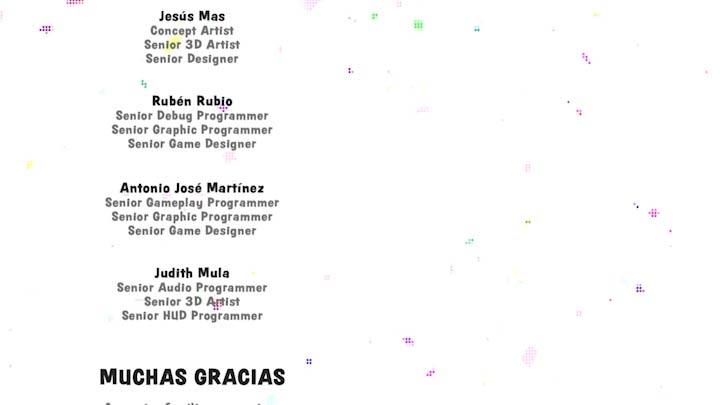 Jesús Mas
Concept Artist
Senior 3D Artist
Senior Designer
Rubén Rubio
Senior Debug Programmer
Senior Graphic Programmer
Senior Game Designer
Antonio José Martínez
Senior Gameplay Programmer
Senior Graphic Programmer
Senior Game Designer
Judith Mula
Senior Audio Programmer
Senior 3D Artist
Senior HUD Programmer
MUCHAS GRACIAS